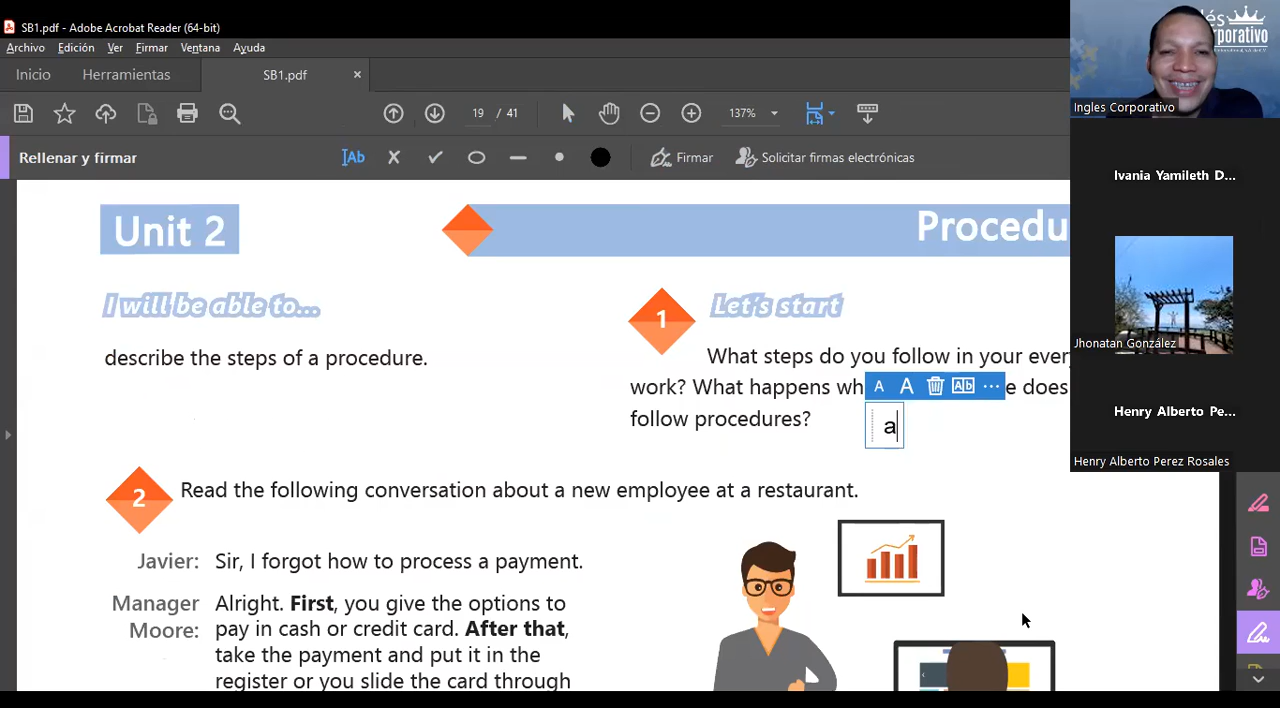 SB1.pdf - Adobe Acrobat Reader (64-bit)
Archivo Edición Ver Firmar Ventana Ayuda
Inicio Herramientas SB1.pdf ×
19 / 41 137%
Rellenar y firmar Ab Firmar Solicitar firmas electrónicas
Unit 2
Procedu
I will be able to...
describe the steps of a procedure.
1 Let's start
What steps do you follow in your every
work? What happens wh e does
follow procedures?
A A Ab ...
a
2 Read the following conversation about a new employee at a restaurant.
Javier: Sir, I forgot how to process a payment.
Manager Moore: Alright. First, you give the options to
pay in cash or credit card. After that,
take the payment and put it in the
register or you slide the card through
és
rporativo
Ingles Corporativo
Ivania Yamileth D...
Jhonatan González
Henry Alberto Pe...
Henry Alberto Perez Rosales